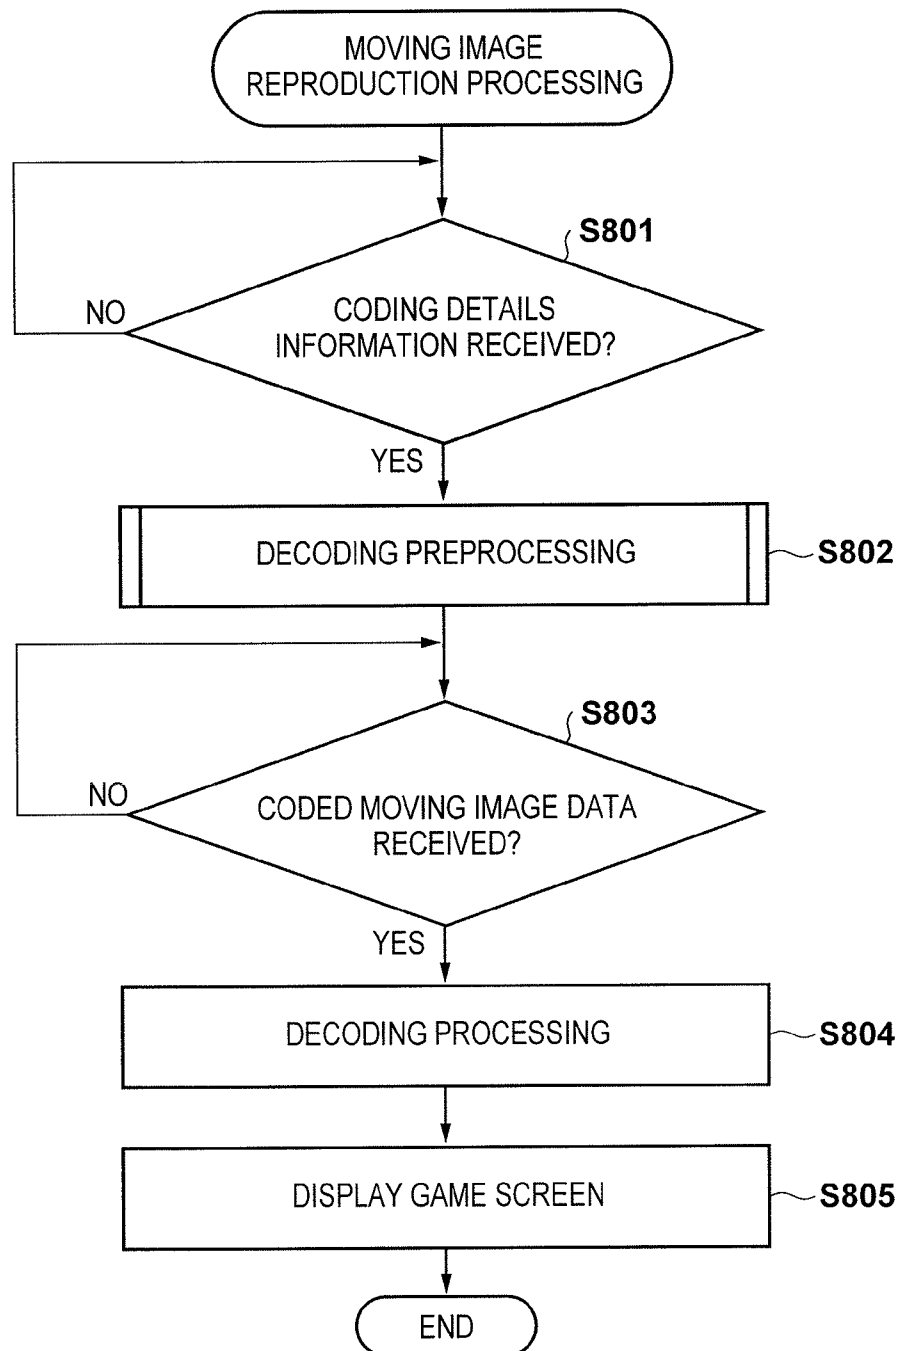 MOVING IMAGE
REPRODUCTION PROCESSING
S801
CODING DETAILS
INFORMATION RECEIVED?
NO
YES
DECODING PREPROCESSING
S802
S803
CODED MOVING IMAGE DATA
RECEIVED?
NO
YES
DECODING PROCESSING
S804
DISPLAY GAME SCREEN
S805
END